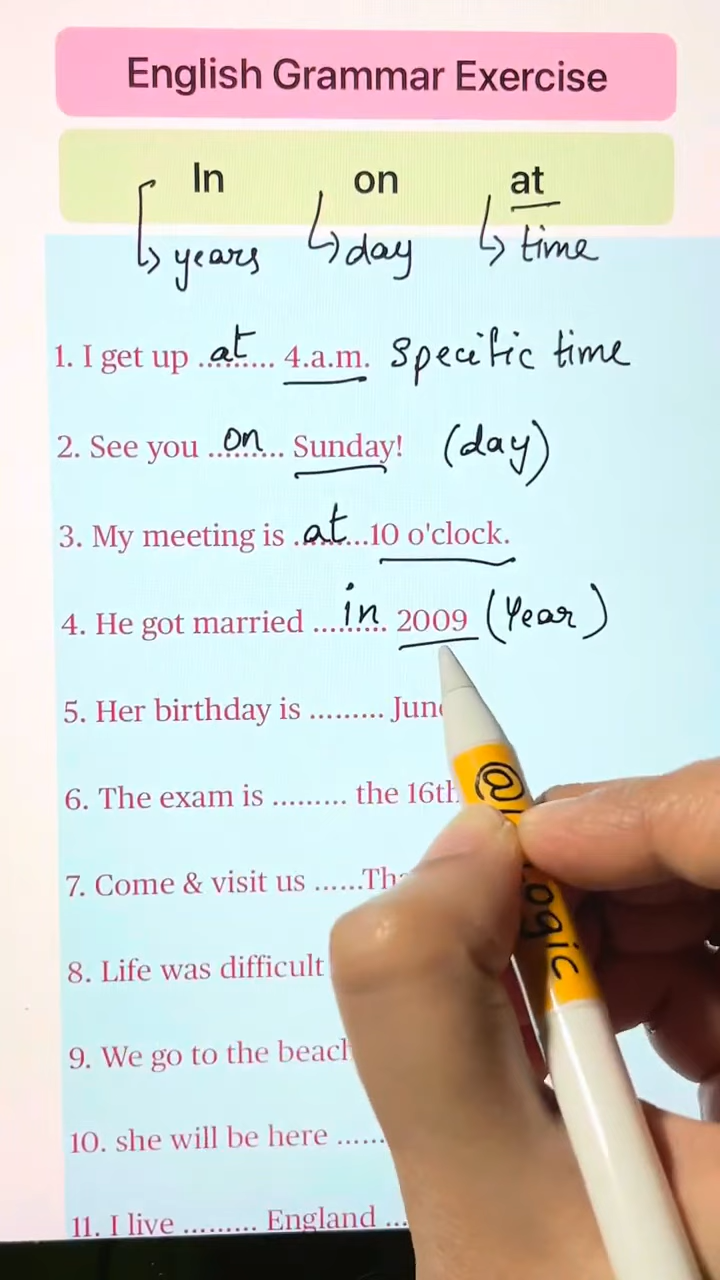 English Grammar Exercise
In on at
years day time
1. I get up ...at... 4.a.m. Specific time
2. See you ...on... Sunday! (day)
3. My meeting is ...at...10 o'clock.
4. He got married ...in... 2009 (Year)
5. Her birthday is .........
6. The exam is ......... the 16th
7. Come & visit us ......
8. Life was difficult
9. We go to the beach
10. she will be here ......
11. I live ......... England ...